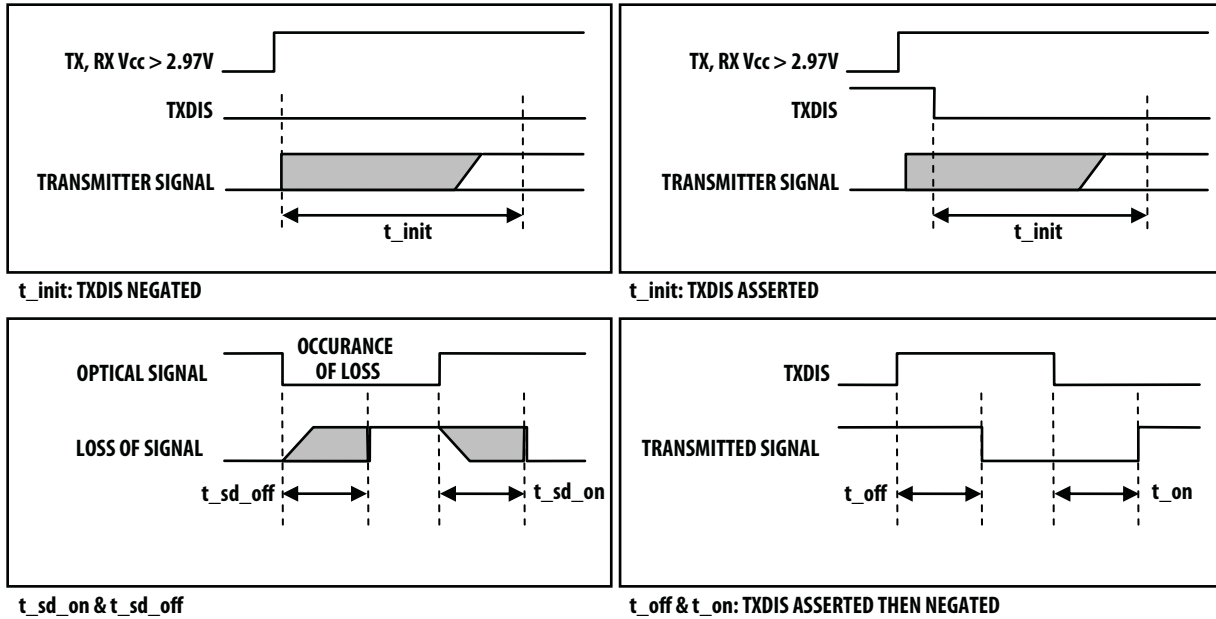 TX, RX Vcc > 2.97V
TXDIS
TRANSMITTER SIGNAL
t_init
t_init: TXDIS NEGATED
TX, RX Vcc > 2.97V
TXDIS
TRANSMITTER SIGNAL
t_init
t_init: TXDIS ASSERTED
OPTICAL SIGNAL
OCCURANCE
OF LOSS
LOSS OF SIGNAL
t_sd_off
t_sd_on
t_sd_on & t_sd_off
TXDIS
TRANSMITTED SIGNAL
t_off
t_on
t_off & t_on: TXDIS ASSERTED THEN NEGATED